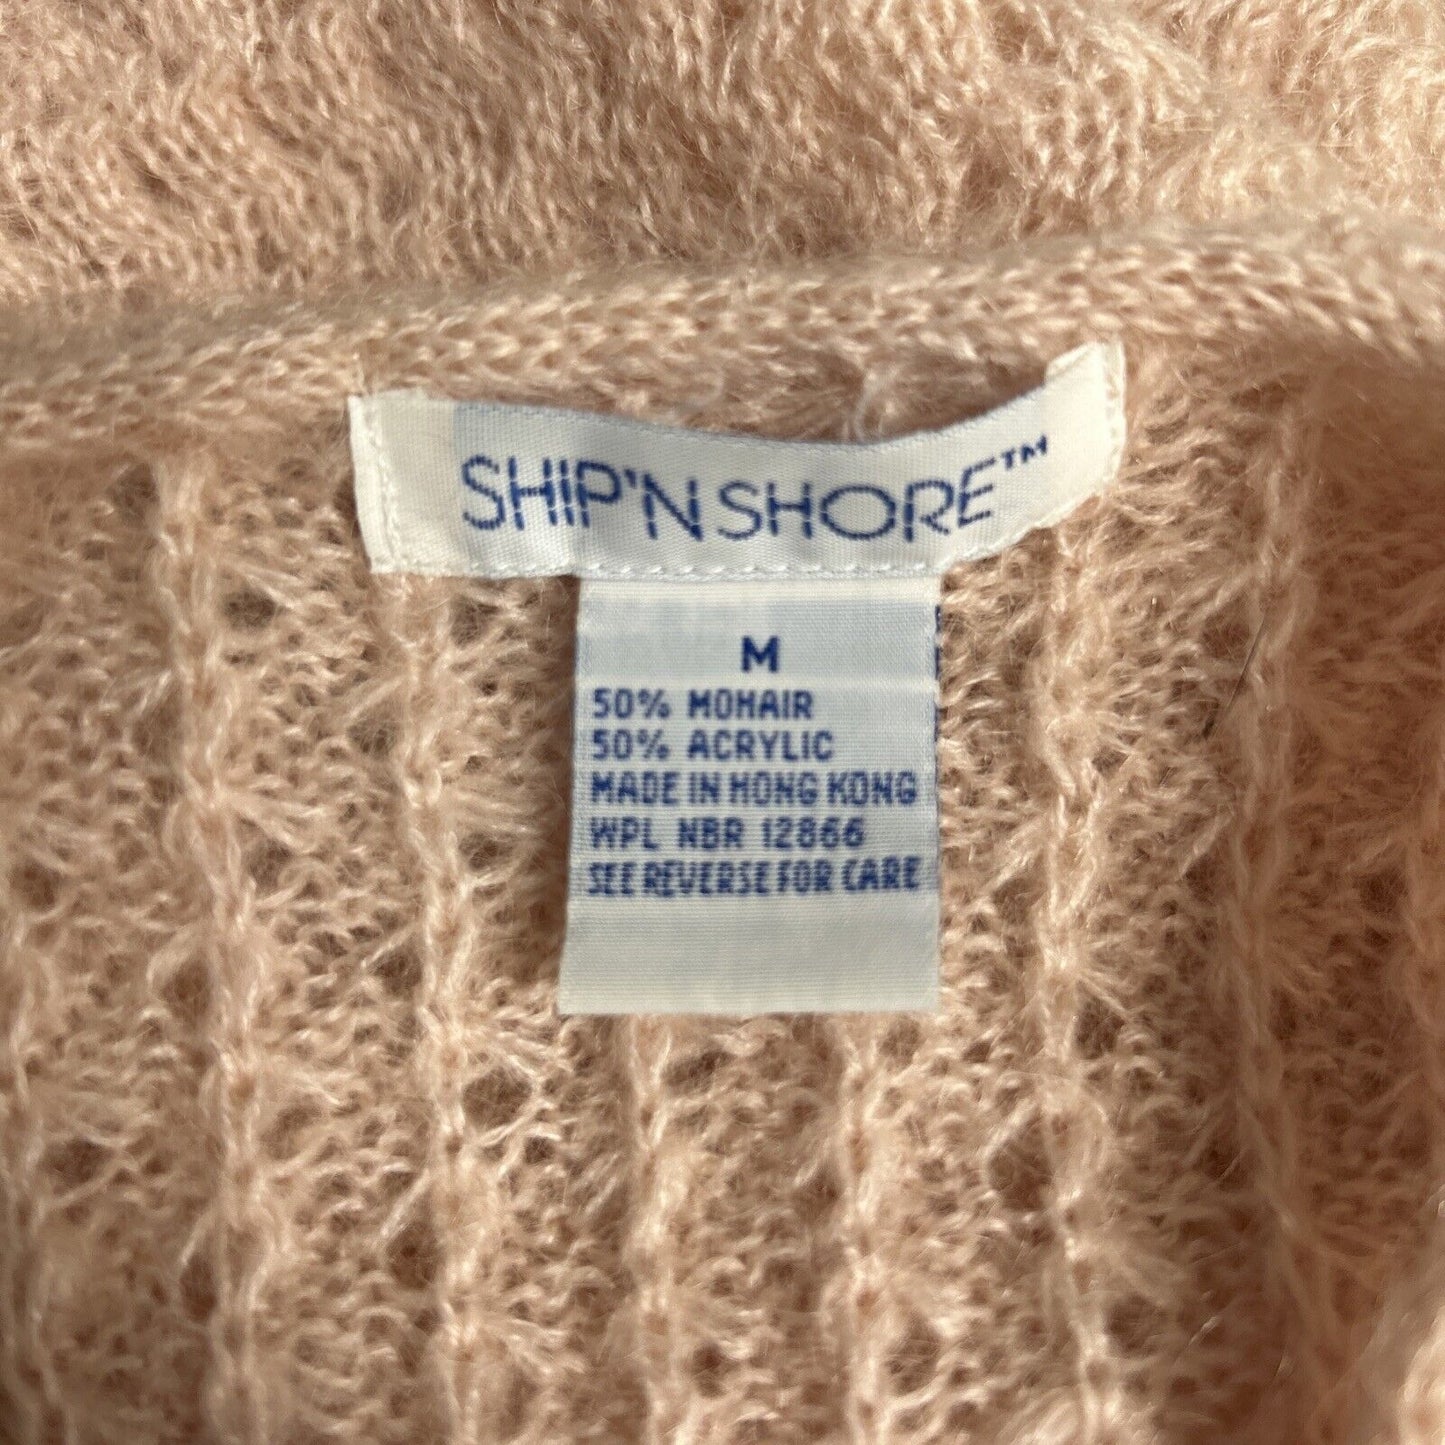 SHIP'N SHORE™
M
50% MOHAIR
50% ACRYLIC
MADE IN HONG KONG
WPL NBR 12866
SEE REVERSE FOR CARE